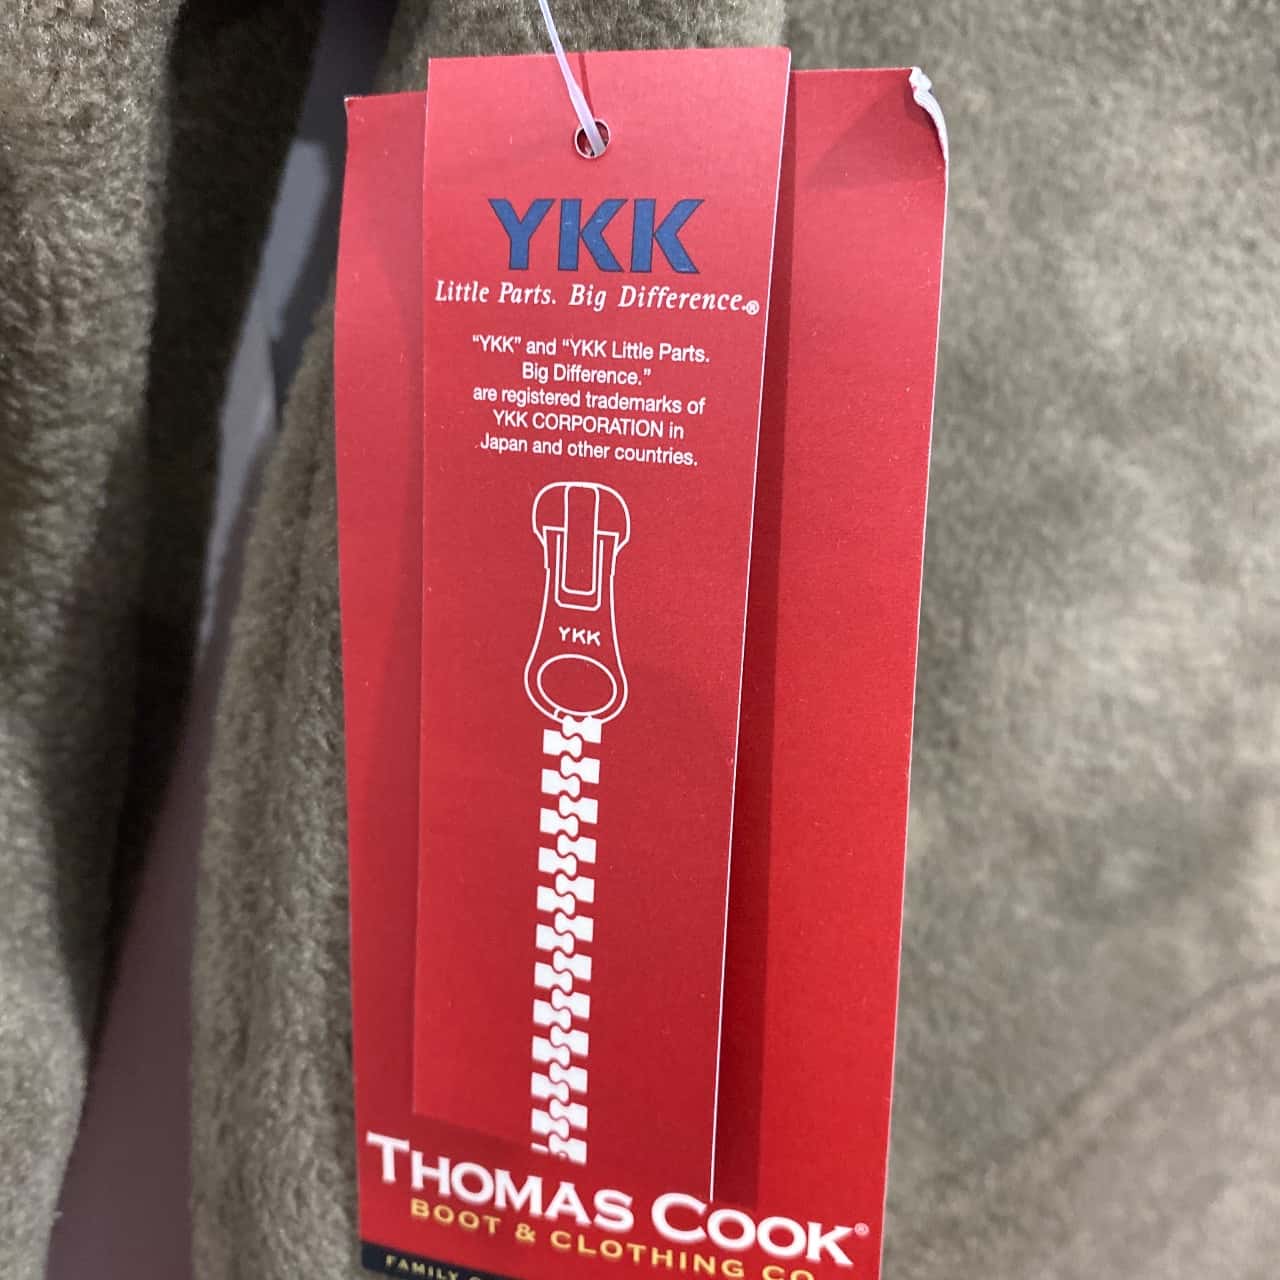 YKK
Little Parts. Big Difference.®
"YKK" and "YKK Little Parts.
Big Difference."
are registered trademarks of
YKK CORPORATION in
Japan and other countries.
YKK
THOMAS COOK®
BOOT & CLOTHING CO
FAMILY